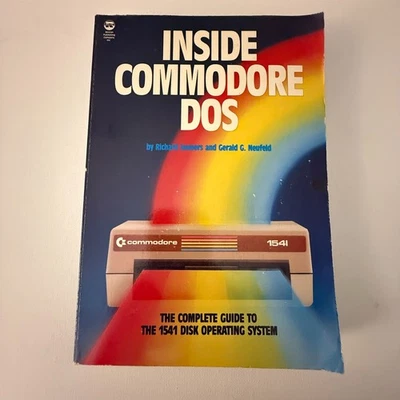 INSIDE
COMMODORE
DOS
by Richard Immers and Gerald G. Neufeld
commodore
1541
THE COMPLETE GUIDE TO
THE 1541 DISK OPERATING SYSTEM